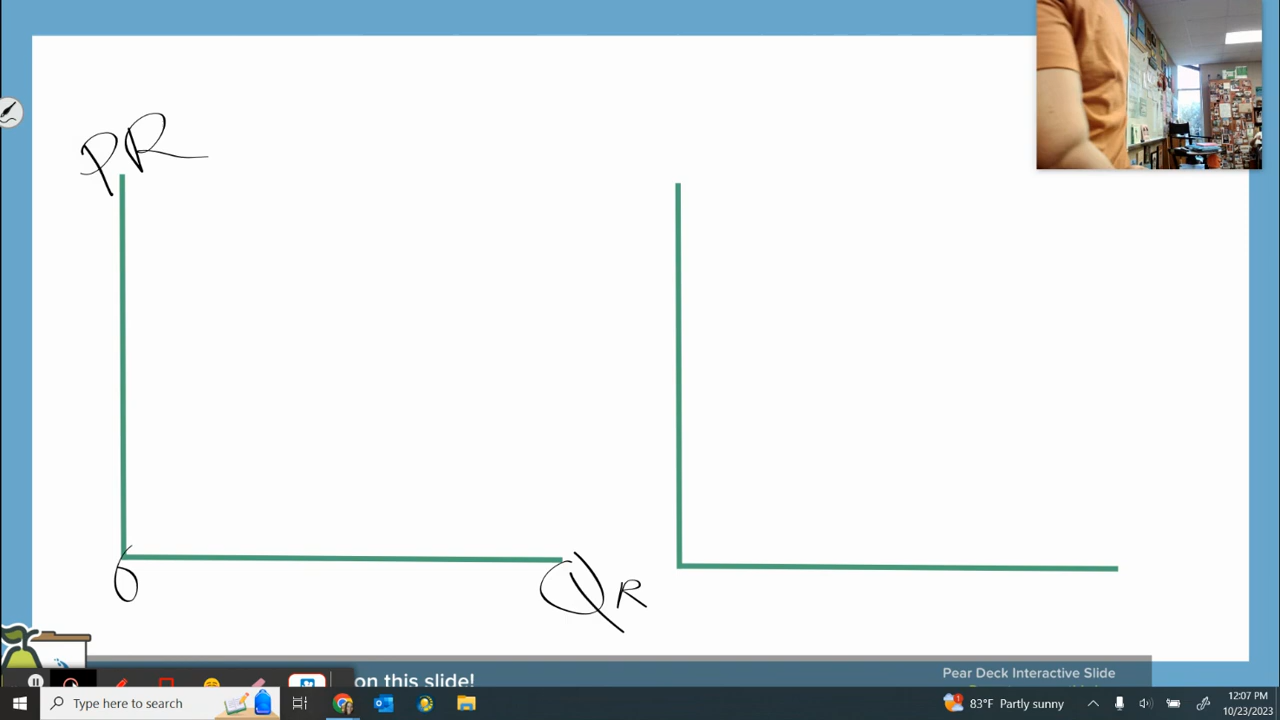 PR
0
QR
on this slide!
Pear Deck Interactive Slide
Type here to search
83°F Partly sunny
12:07 PM
10/23/2023